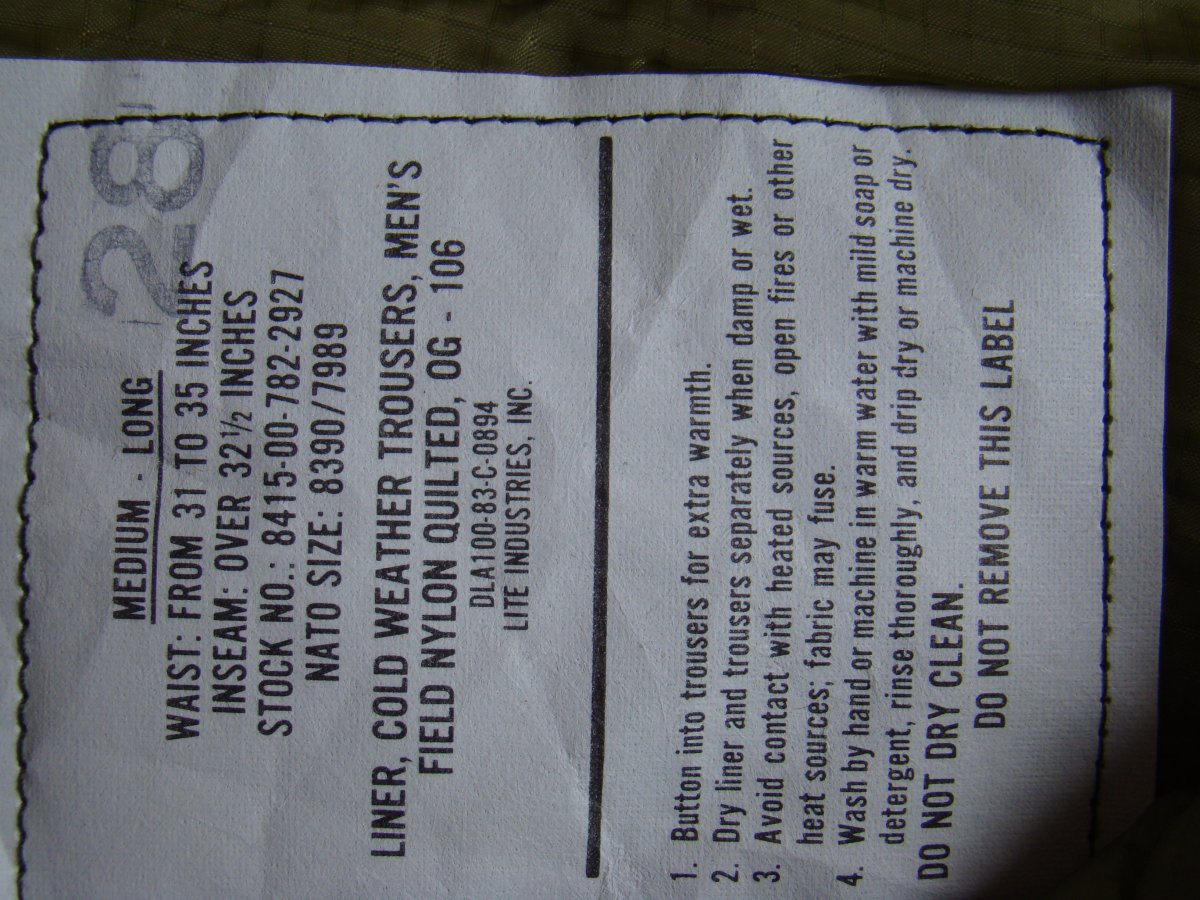 28
MEDIUM - LONG
WAIST: FROM 31 TO 35 INCHES
INSEAM: OVER 32½ INCHES
STOCK NO.: 8415-00-782-2927
NATO SIZE: 8390/7989
LINER, COLD WEATHER TROUSERS, MEN'S
FIELD NYLON QUILTED, OG - 106
DLA100-83-C-0894
LITE INDUSTRIES, INC.
1. Button into trousers for extra warmth.
2. Dry liner and trousers separately when damp or wet.
3. Avoid contact with heated sources, open fires or other
heat sources; fabric may fuse.
4. Wash by hand or machine in warm water with mild soap or
detergent, rinse thoroughly, and drip dry or machine dry.
DO NOT DRY CLEAN.
DO NOT REMOVE THIS LABEL